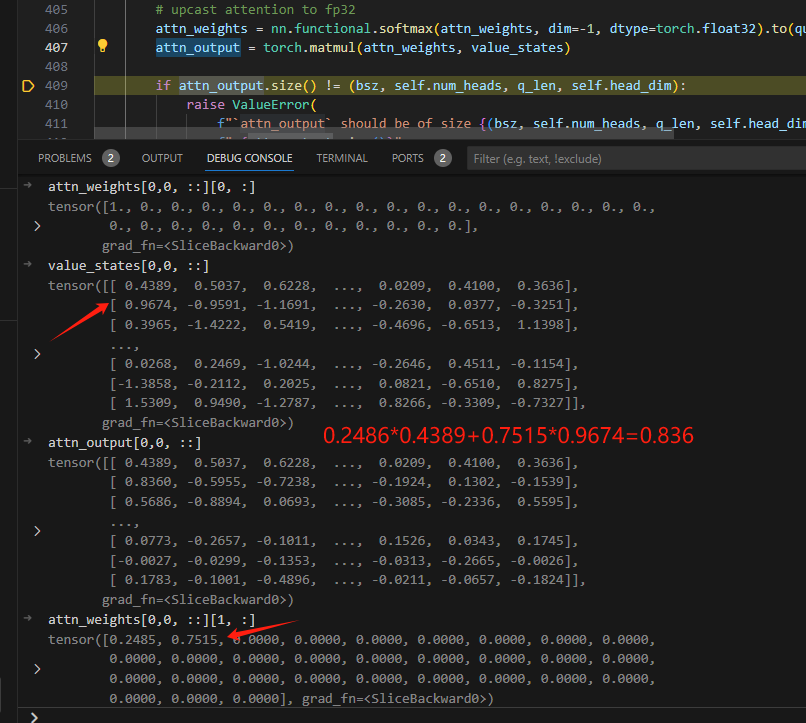 405 # upcast attention to fp32
406 attn_weights = nn.functional.softmax(attn_weights, dim=-1, dtype=torch.float32).to(qu
407 attn_output = torch.matmul(attn_weights, value_states)
408
409 if attn_output.size() != (bsz, self.num_heads, q_len, self.head_dim):
410 raise ValueError(
411 f"`attn_output` should be of size {(bsz, self.num_heads, q_len, self.head_dim
PROBLEMS 2 OUTPUT DEBUG CONSOLE TERMINAL PORTS 2 Filter (e.g. text, !exclude)
attn_weights[0,0, ::][0, :]
tensor([1., 0., 0., 0., 0., 0., 0., 0., 0., 0., 0., 0., 0., 0., 0., 0., 0., 0.,
0., 0., 0., 0., 0., 0., 0., 0., 0., 0., 0., 0.],
grad_fn=<SliceBackward0>)
value_states[0,0, ::]
tensor([[ 0.4389, 0.5037, 0.6228, ..., 0.0209, 0.4100, 0.3636],
[ 0.9674, -0.9591, -1.1691, ..., -0.2630, 0.0377, -0.3251],
[ 0.3965, -1.4222, 0.5419, ..., -0.4696, -0.6513, 1.1398],
...,
[ 0.0268, 0.2469, -1.0244, ..., -0.2646, 0.4511, -0.1154],
[-1.3858, -0.2112, 0.2025, ..., 0.0821, -0.6510, 0.8275],
[ 1.5309, 0.9490, -1.2787, ..., 0.8266, -0.3309, -0.7327]],
grad_fn=<SliceBackward0>)
0.2486*0.4389+0.7515*0.9674=0.836
attn_output[0,0, ::]
tensor([[ 0.4389, 0.5037, 0.6228, ..., 0.0209, 0.4100, 0.3636],
[ 0.8360, -0.5955, -0.7238, ..., -0.1924, 0.1302, -0.1539],
[ 0.5686, -0.8894, 0.0693, ..., -0.3085, -0.2336, 0.5595],
...,
[ 0.0773, -0.2657, -0.1011, ..., 0.1526, 0.0343, 0.1745],
[-0.0027, -0.0299, -0.1353, ..., -0.0313, -0.2665, -0.0026],
[ 0.1783, -0.1001, -0.4896, ..., -0.0211, -0.0657, -0.1824]],
grad_fn=<SliceBackward0>)
attn_weights[0,0, ::][1, :]
tensor([0.2485, 0.7515, 0.0000, 0.0000, 0.0000, 0.0000, 0.0000, 0.0000, 0.0000,
0.0000, 0.0000, 0.0000, 0.0000, 0.0000, 0.0000, 0.0000, 0.0000, 0.0000,
0.0000, 0.0000, 0.0000, 0.0000, 0.0000, 0.0000, 0.0000, 0.0000, 0.0000,
0.0000, 0.0000, 0.0000], grad_fn=<SliceBackward0>)